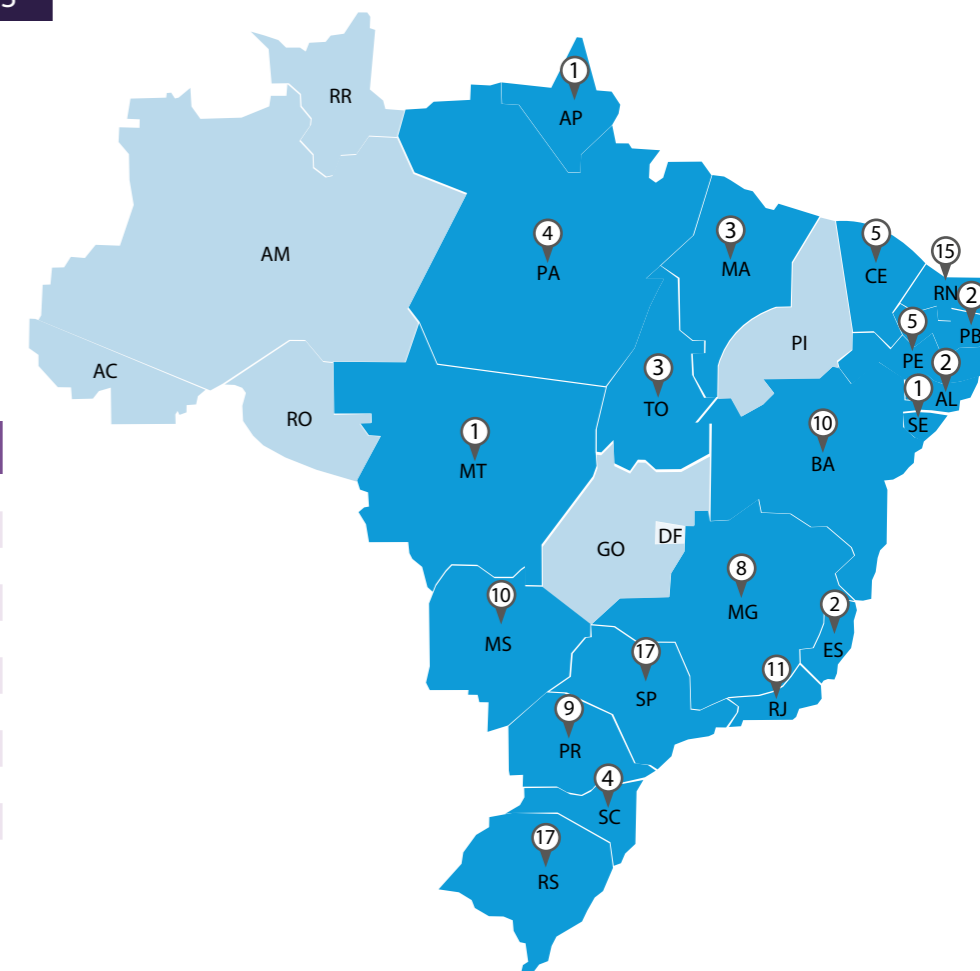 S
RR
1
AP
AM
4
PA
3
MA
5
CE
15
RN
2
PB
PI
5
PE
2
AL
1
SE
AC
RO
3
TO
1
MT
10
BA
GO
DF
8
MG
10
MS
2
ES
17
SP
11
RJ
9
PR
4
SC
17
RS